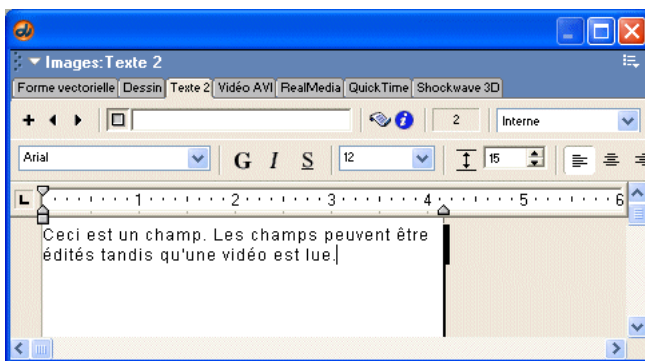 Images:Texte 2
Forme vectorielle Dessin Texte 2 Vidéo AVI RealMedia QuickTime Shockwave 3D
2 Interne
Arial G I S 12 15
1 2 3 4 5 6
Ceci est un champ. Les champs peuvent être
édités tandis qu'une vidéo est lue.